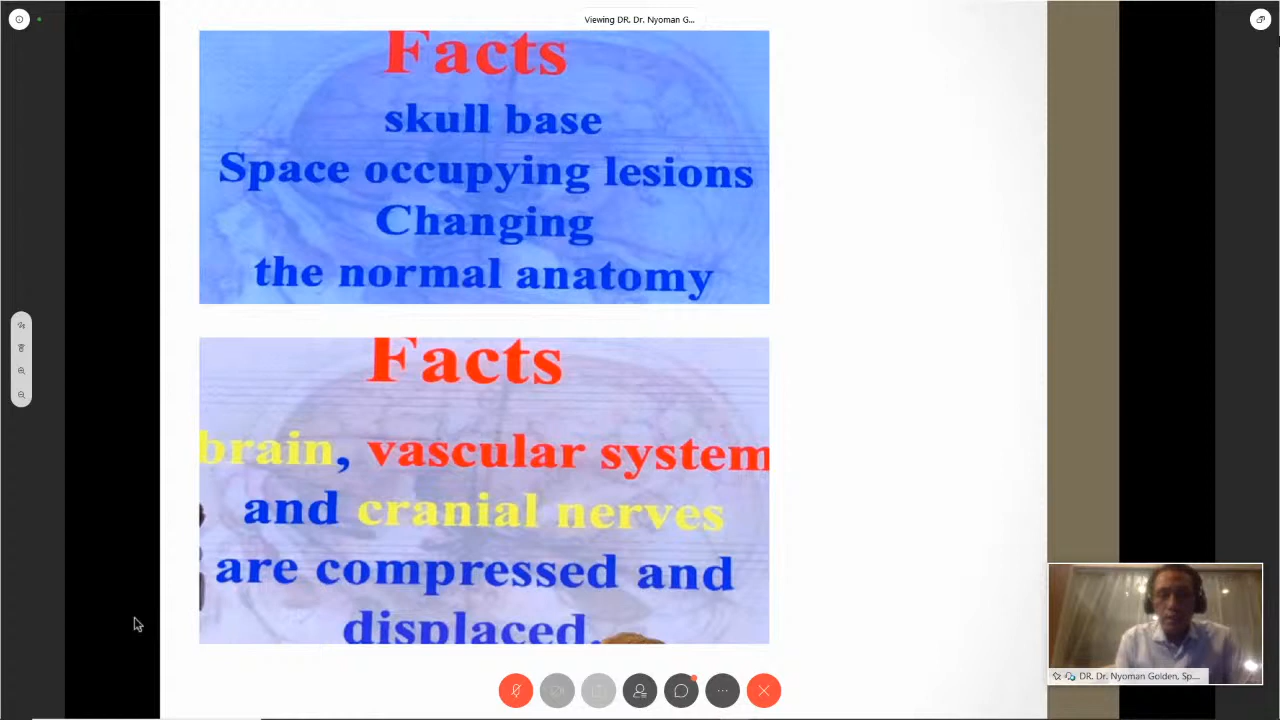 Viewing DR. Dr. Nyoman G...
Facts
skull base
Space occupying lesions
Changing
the normal anatomy
Facts
brain, vascular system
and cranial nerves
are compressed and
displaced.
DR. Dr. Nyoman Golden, Sp....